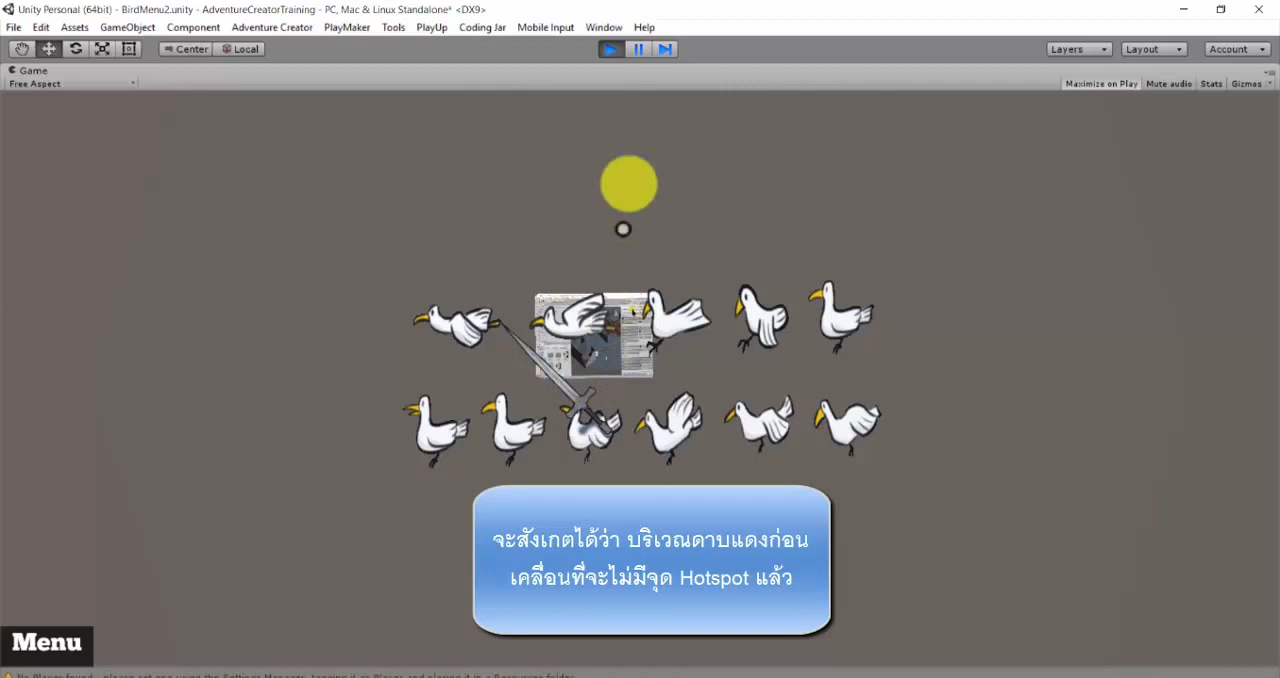 Unity Personal (64bit) - BirdMenu2.unity - AdventureCreatorTraining - PC, Mac & Linux Standalone* <DX9>
File Edit Assets GameObject Component Adventure Creator PlayMaker Tools PlayUp Coding Jar Mobile Input Window Help
Center Local Layers Layout Account
Game
Free Aspect Maximize on Play Mute audio Stats Gizmos
จะสังเกตได้ว่า บริเวณดาบแดงก่อน
เคลื่อนที่จะไม่มีจุด Hotspot แล้ว
Menu